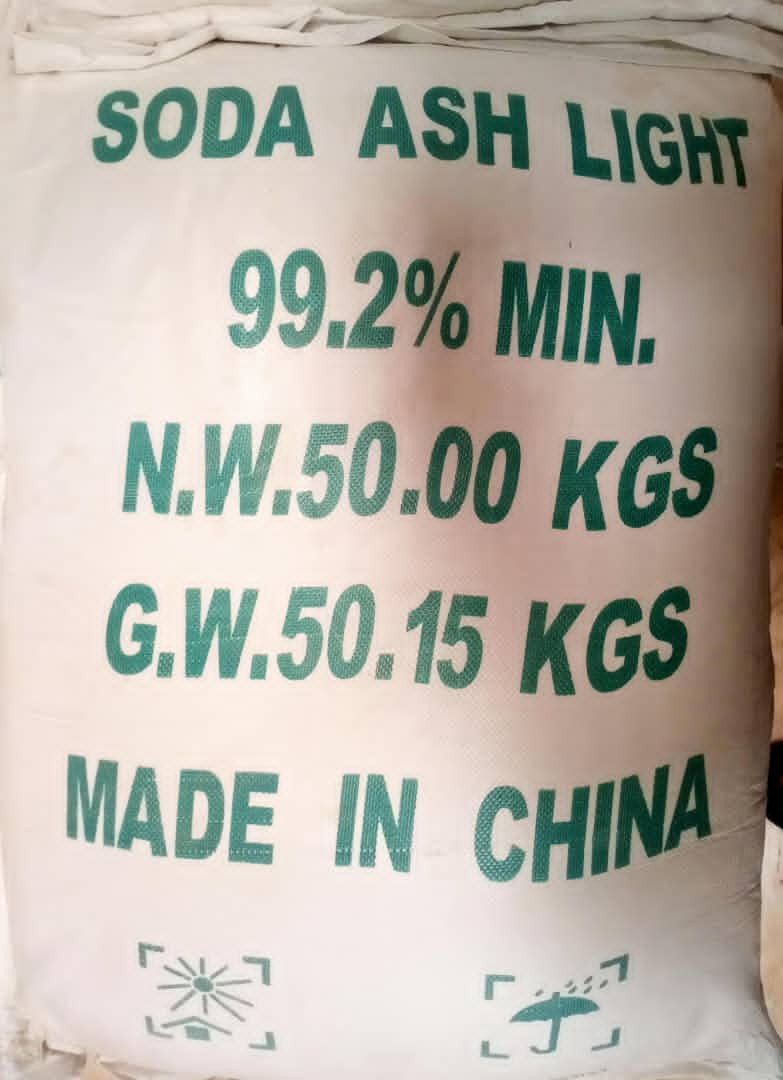 SODA ASH LIGHT
99.2% MIN.
N.W.50.00 KGS
G.W.50.15 KGS
MADE IN CHINA